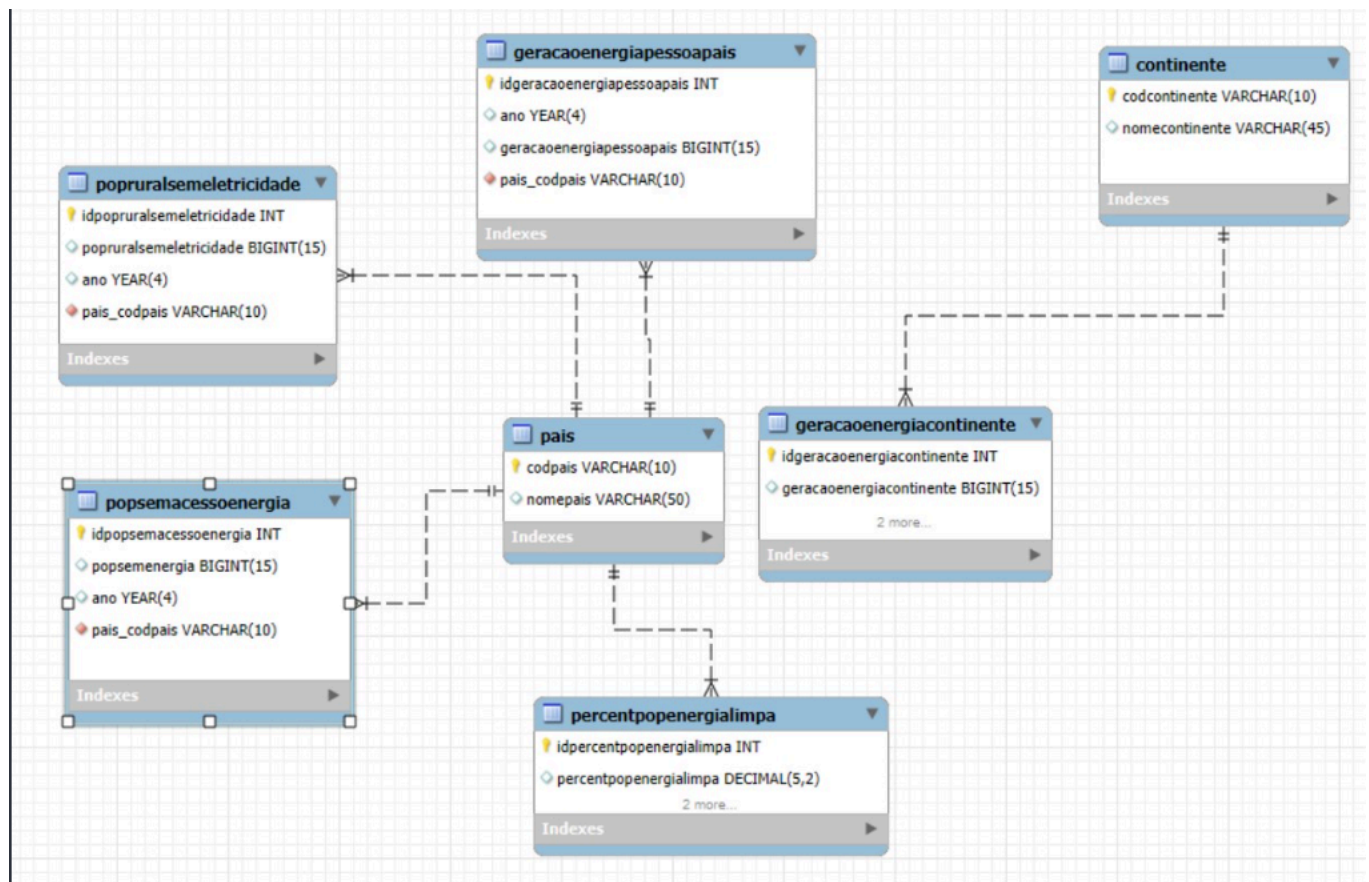 geracaoenergiapessoapais
idgeracaoenergiapessoapais INT
ano YEAR(4)
geracaoenergiapessoapais BIGINT(15)
pais_codpais VARCHAR(10)
Indexes
continente
codcontinente VARCHAR(10)
nomecontinente VARCHAR(45)
Indexes
popruralsemeletricidade
idpopruralsemeletricidade INT
popruralsemeletricidade BIGINT(15)
ano YEAR(4)
pais_codpais VARCHAR(10)
Indexes
pais
codpais VARCHAR(10)
nomepais VARCHAR(50)
Indexes
geracaoenergiacontinente
idgeracaoenergiacontinente INT
geracaoenergiacontinente BIGINT(15)
2 more...
Indexes
popsemacessoenergia
idpopsemacessoenergia INT
popsemenergia BIGINT(15)
ano YEAR(4)
pais_codpais VARCHAR(10)
Indexes
percentpopenergialimpa
idpercentpopenergialimpa INT
percentpopenergialimpa DECIMAL(5,2)
2 more...
Indexes